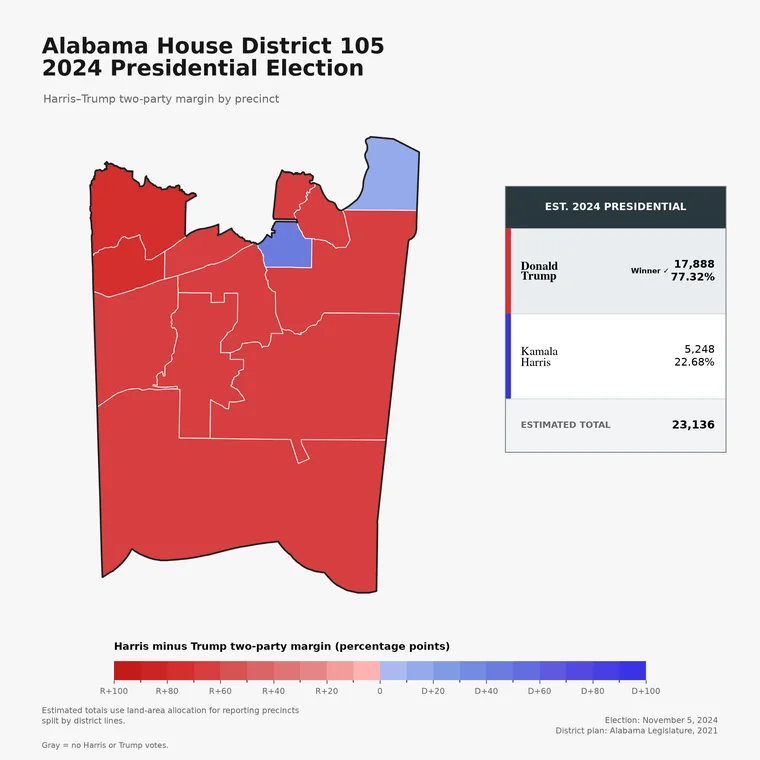 Alabama House District 105
2024 Presidential Election
Harris–Trump two-party margin by precinct
EST. 2024 PRESIDENTIAL
Donald
Trump
Winner ✓
17,888
77.32%
Kamala
Harris
5,248
22.68%
ESTIMATED TOTAL
23,136
Harris minus Trump two-party margin (percentage points)
R+100 R+80 R+60 R+40 R+20 0 D+20 D+40 D+60 D+80 D+100
Estimated totals use land-area allocation for reporting precincts
split by district lines.
Gray = no Harris or Trump votes.
Election: November 5, 2024
District plan: Alabama Legislature, 2021